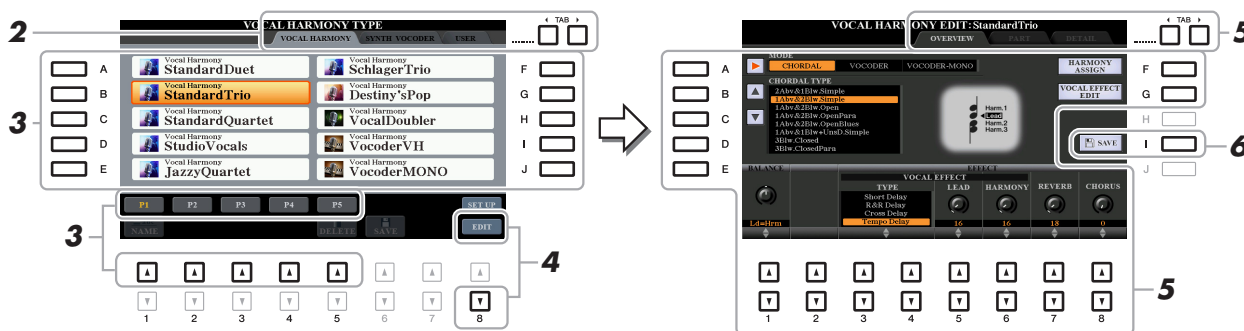 VOCAL HARMONY TYPE
VOCAL HARMONY SYNTH VOCODER USER
TAB
2
3
A
B
C
D
E
Vocal Harmony
StandardDuet
Vocal Harmony
StandardTrio
Vocal Harmony
StandardQuartet
Vocal Harmony
StudioVocals
Vocal Harmony
JazzyQuartet
Vocal Harmony
SchlagerTrio
Vocal Harmony
Destiny'sPop
Vocal Harmony
VocalDoubler
Vocal Harmony
VocoderVH
Vocal Harmony
VocoderMONO
F
G
H
I
J
P1 P2 P3 P4 P5 SET UP
NAME DELETE SAVE EDIT
3
4
1 2 3 4 5 6 7 8
VOCAL HARMONY EDIT:StandardTrio
OVERVIEW PART DETAIL
TAB
5
A
B
C
D
E
MODE
CHORDAL VOCODER VOCODER-MONO
CHORDAL TYPE
2Abv&1Blw.Simple
1Abv&2Blw.Simple
1Abv&2Blw.Open
1Abv&2Blw.OpenPara
1Abv&2Blw.OpenBlues
1Abv&1Blw+UnsD.Simple
3Blw.Closed
3Blw.ClosedPara
Harm.1
Lead
Harm.2
Harm.3
HARMONY
ASSIGN
VOCAL EFFECT
EDIT
SAVE
F
G
H
I
J
6
BALANCE EFFECT
VOCAL EFFECT
TYPE LEAD HARMONY REVERB CHORUS
Short Delay
R&R Delay
Cross Delay
Tempo Delay
Ld=Hrm 16 16 18 0
5
1 2 3 4 5 6 7 8